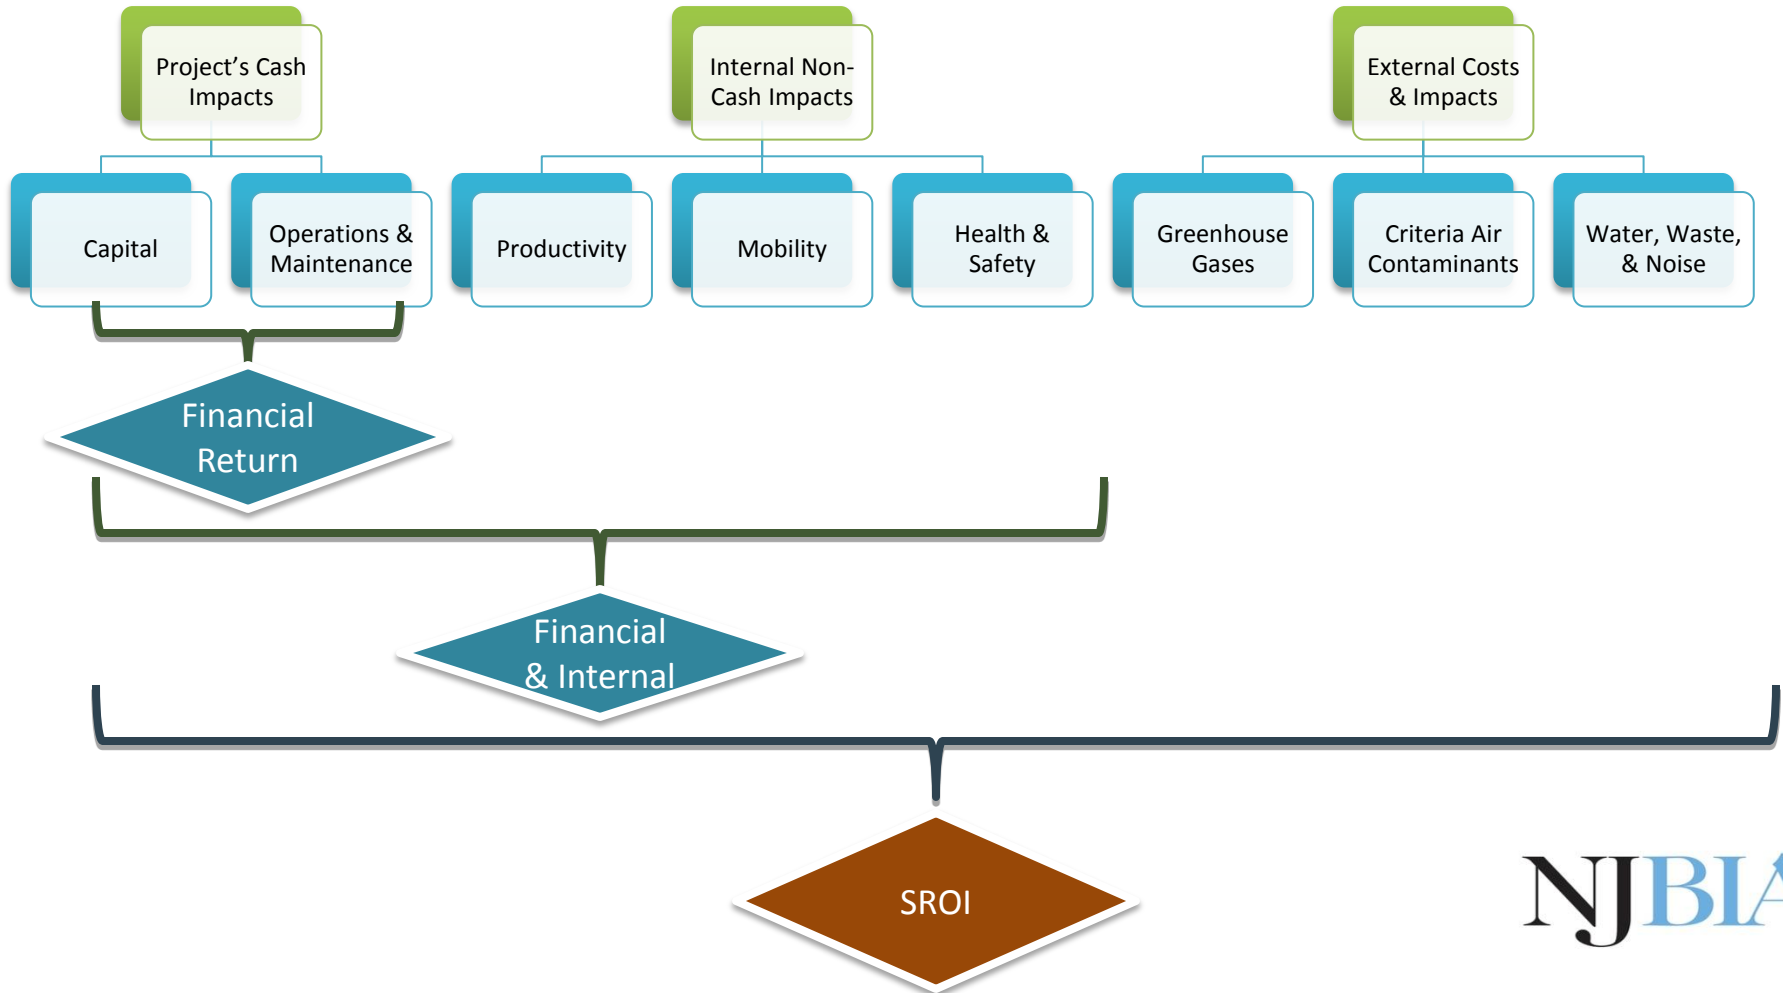 Project’s Cash
Impacts
Internal Non-
Cash Impacts
External Costs
& Impacts
Capital
Operations &
Maintenance
Productivity
Mobility
Health &
Safety
Greenhouse
Gases
Criteria Air
Contaminants
Water, Waste,
& Noise
Financial
Return
Financial
& Internal
SROI
NJBIA